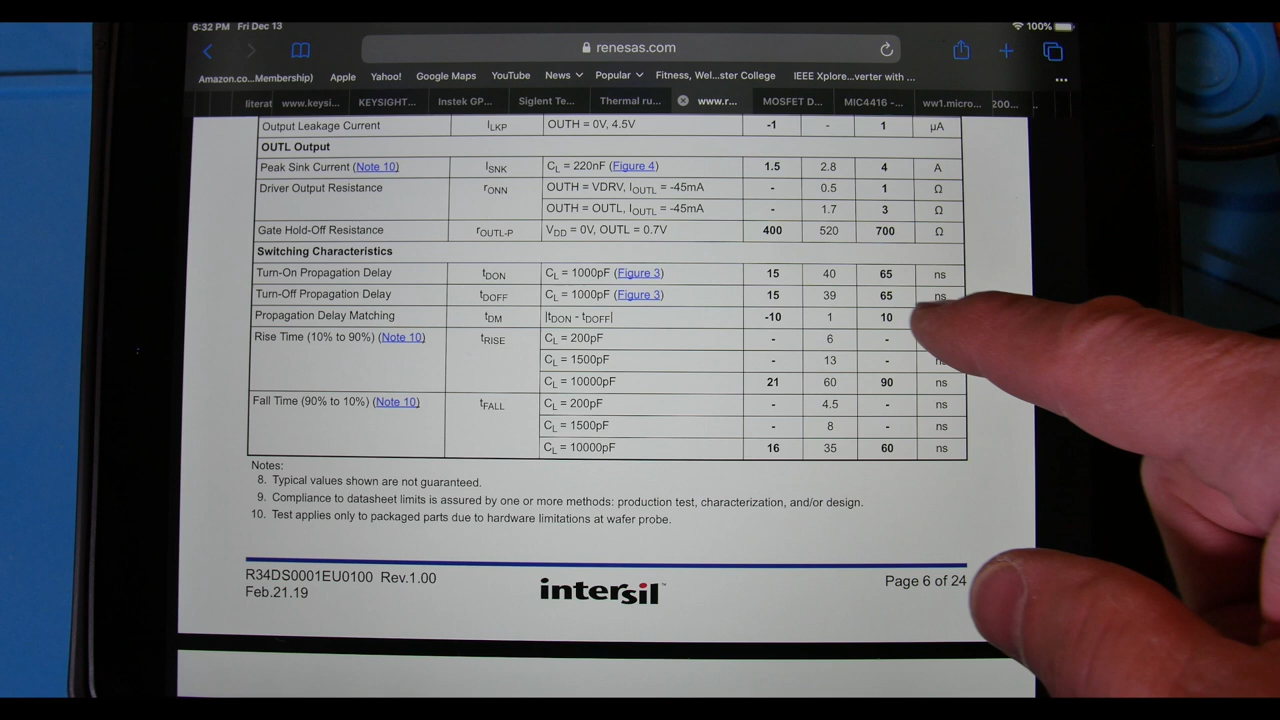 6:32 PM Fri Dec 13
100%
renesas.com
Amazon.co...Membership) Apple Yahoo! Google Maps YouTube News Popular Fitness, Wel...ster College IEEE Xplore...verter with ...
literat www.keysi... KEYSIGHT... Instek GP... Siglent Te... Thermal ru... www.r... MOSFET D... MIC4416 -... ww1.micro... 200...
Output Leakage Current ILKP OUTH = 0V, 4.5V -1 - 1 µA
OUTL Output
Peak Sink Current (Note 10) ISNK CL = 220nF (Figure 4) 1.5 2.8 4 A
Driver Output Resistance rONN OUTH = VDRV, IOUTL = -45mA - 0.5 1 Ω
OUTH = OUTL, IOUTL = -45mA - 1.7 3 Ω
Gate Hold-Off Resistance rOUTL-P VDD = 0V, OUTL = 0.7V 400 520 700 Ω
Switching Characteristics
Turn-On Propagation Delay tDON CL = 1000pF (Figure 3) 15 40 65 ns
Turn-Off Propagation Delay tDOFF CL = 1000pF (Figure 3) 15 39 65 ns
Propagation Delay Matching tDM |tDON - tDOFF| -10 1 10
Rise Time (10% to 90%) (Note 10) tRISE CL = 200pF - 6 -
CL = 1500pF - 13 - ns
CL = 10000pF 21 60 90 ns
Fall Time (90% to 10%) (Note 10) tFALL CL = 200pF - 4.5 - ns
CL = 1500pF - 8 - ns
CL = 10000pF 16 35 60 ns
Notes:
8. Typical values shown are not guaranteed.
9. Compliance to datasheet limits is assured by one or more methods: production test, characterization, and/or design.
10. Test applies only to packaged parts due to hardware limitations at wafer probe.
R34DS0001EU0100 Rev.1.00
Feb.21.19
intersil™
Page 6 of 24